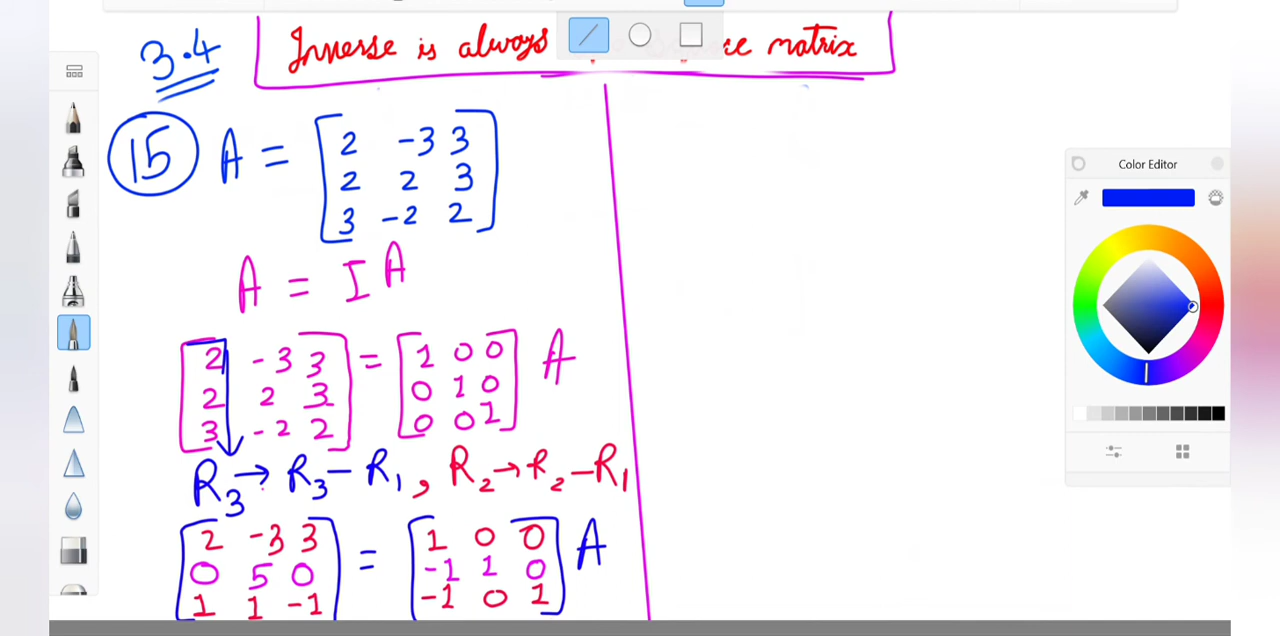 Inverse is always ce matrix
3.4
15 A = [2 -3 3
2 2 3
3 -2 2]
A = I A
[2 -3 3 = [1 0 0 A
2 2 3 0 1 0
3 -2 2] 0 0 1]
R3 → R3 - R1, R2 → R2 - R1
[2 -3 3 = [1 0 0 A
0 5 0 -1 1 0
1 1 -1 -1 0 1
Color Editor